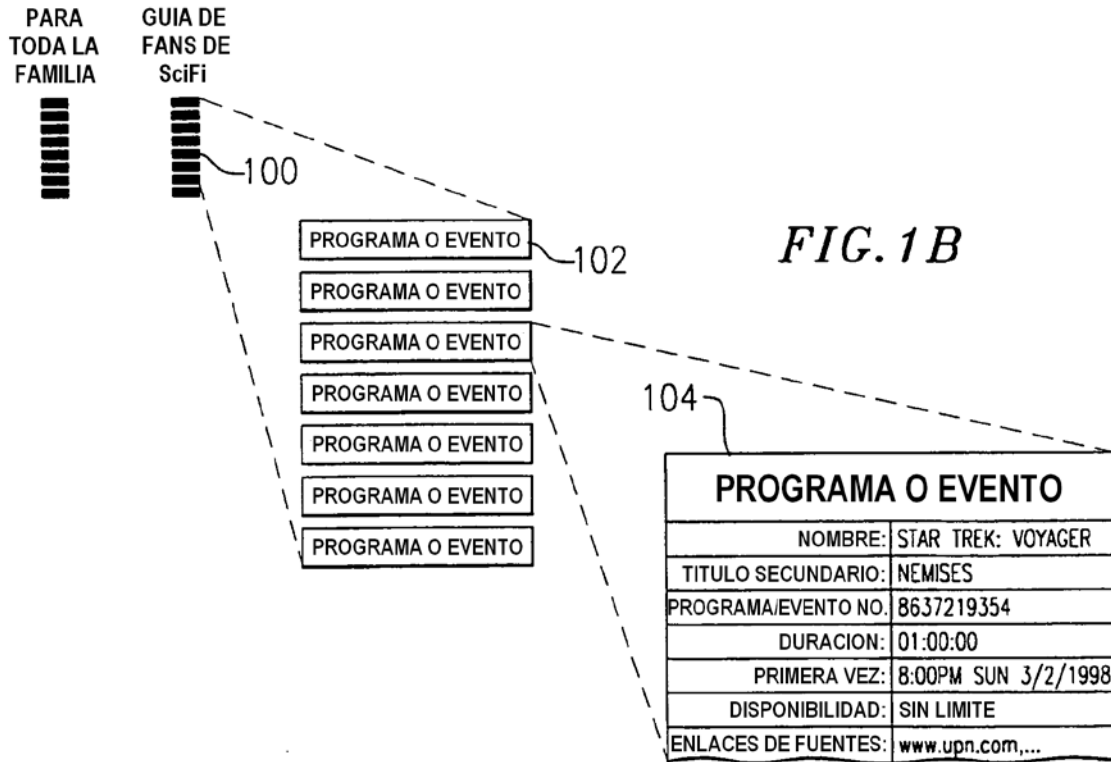 PARA
TODA LA
FAMILIA
GUIA DE
FANS DE
SciFi
100
PROGRAMA O EVENTO
102
PROGRAMA O EVENTO
PROGRAMA O EVENTO
PROGRAMA O EVENTO
PROGRAMA O EVENTO
PROGRAMA O EVENTO
PROGRAMA O EVENTO
FIG. 1B
104
PROGRAMA O EVENTO
NOMBRE: STAR TREK: VOYAGER
TITULO SECUNDARIO: NEMISES
PROGRAMA/EVENTO NO. 8637219354
DURACION: 01:00:00
PRIMERA VEZ: 8:00PM SUN 3/2/1998
DISPONIBILIDAD: SIN LIMITE
ENLACES DE FUENTES: www.upn.com,...